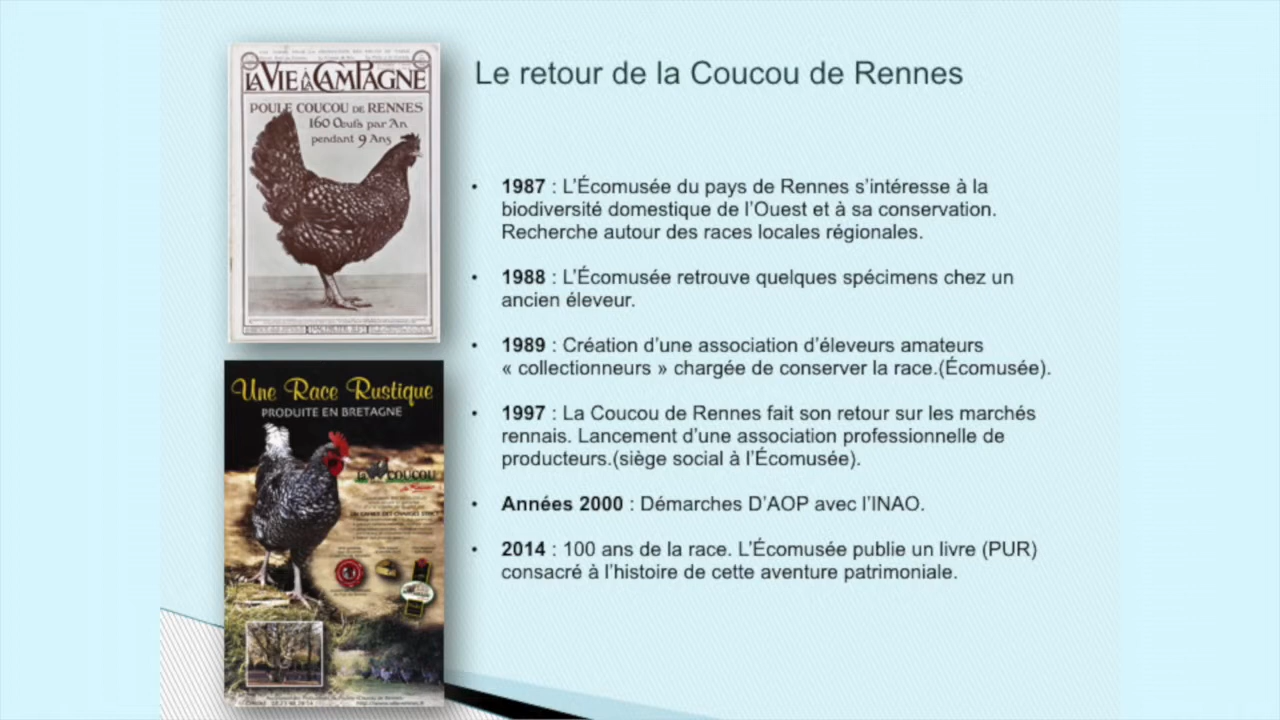 LA VIE À LA CAMPAGNE
POULE COUCOU DE RENNES
160 Œufs par An
pendant 9 Ans
Une Race Rustique
PRODUITE EN BRETAGNE
LA COUCOU
Le retour de la Coucou de Rennes
• 1987 : L’Écomusée du pays de Rennes s’intéresse à la
biodiversité domestique de l’Ouest et à sa conservation.
Recherche autour des races locales régionales.
• 1988 : L’Écomusée retrouve quelques spécimens chez un
ancien éleveur.
• 1989 : Création d’une association d’éleveurs amateurs
« collectionneurs » chargée de conserver la race.(Écomusée).
• 1997 : La Coucou de Rennes fait son retour sur les marchés
rennais. Lancement d’une association professionnelle de
producteurs.(siège social à l’Écomusée).
• Années 2000 : Démarches D’AOP avec l’INAO.
• 2014 : 100 ans de la race. L’Écomusée publie un livre (PUR)
consacré à l’histoire de cette aventure patrimoniale.